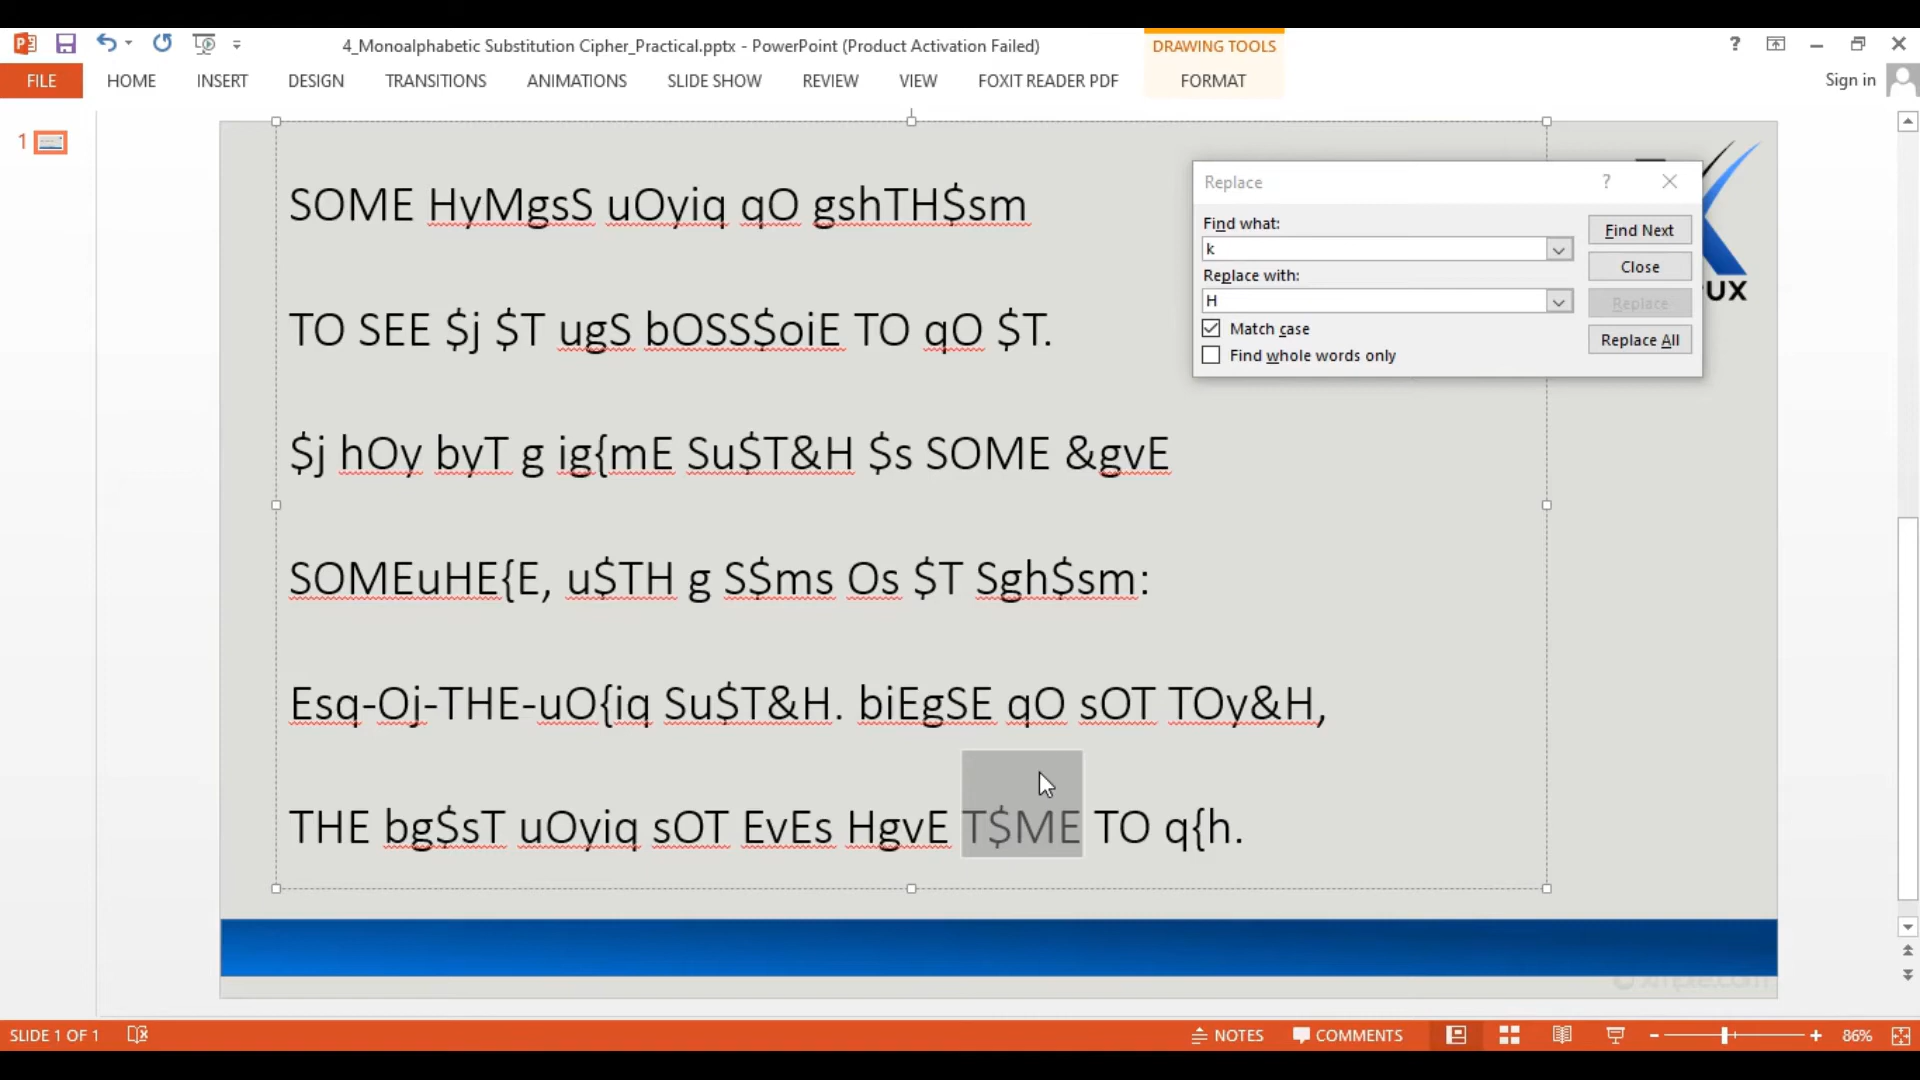 4_Monoalphabetic Substitution Cipher_Practical.pptx - PowerPoint (Product Activation Failed)
DRAWING TOOLS
FILE HOME INSERT DESIGN TRANSITIONS ANIMATIONS SLIDE SHOW REVIEW VIEW FOXIT READER PDF FORMAT
Sign in
1
SOME HyMgsS uOyiq qO gshTH$sm
TO SEE $j $T ugS bOSS$oiE TO qO $T.
$j hOy byT g ig{mE Su$T&H $s SOME &gvE
SOMEuHE{E, u$TH g S$ms Os $T Sgh$sm:
Esq-Oj-THE-uO{iq Su$T&H. biEgSE qO sOT TOy&H,
THE bg$sT uOyiq sOT EvEs HgvE T$ME TO q{h.
Replace
?
Find what:
k
Find Next
Close
Replace with:
H
Replace
Match case
Replace All
Find whole words only
UX
SLIDE 1 OF 1
NOTES
COMMENTS
86%